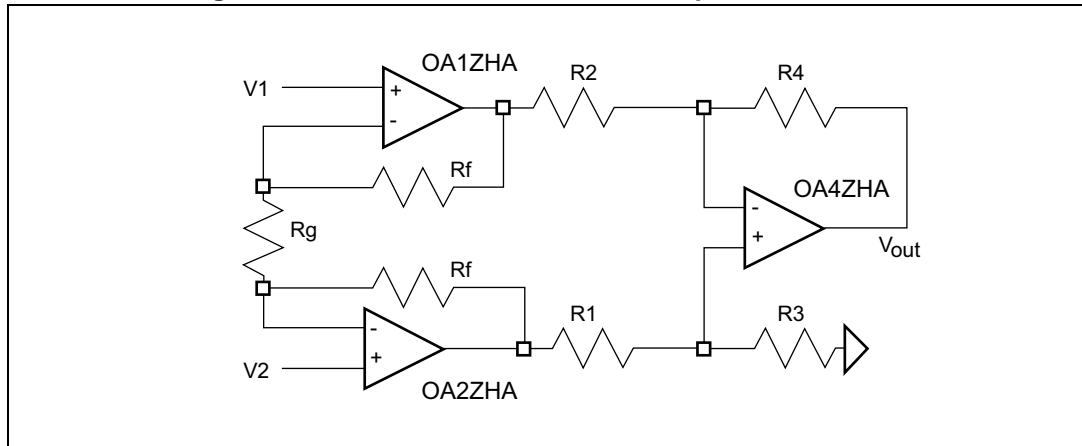 OA1ZHA
R2
R4
V1
+
-
Rf
OA4ZHA
Rg
-
+
Vout
Rf
R1
R3
-
+
V2
OA2ZHA